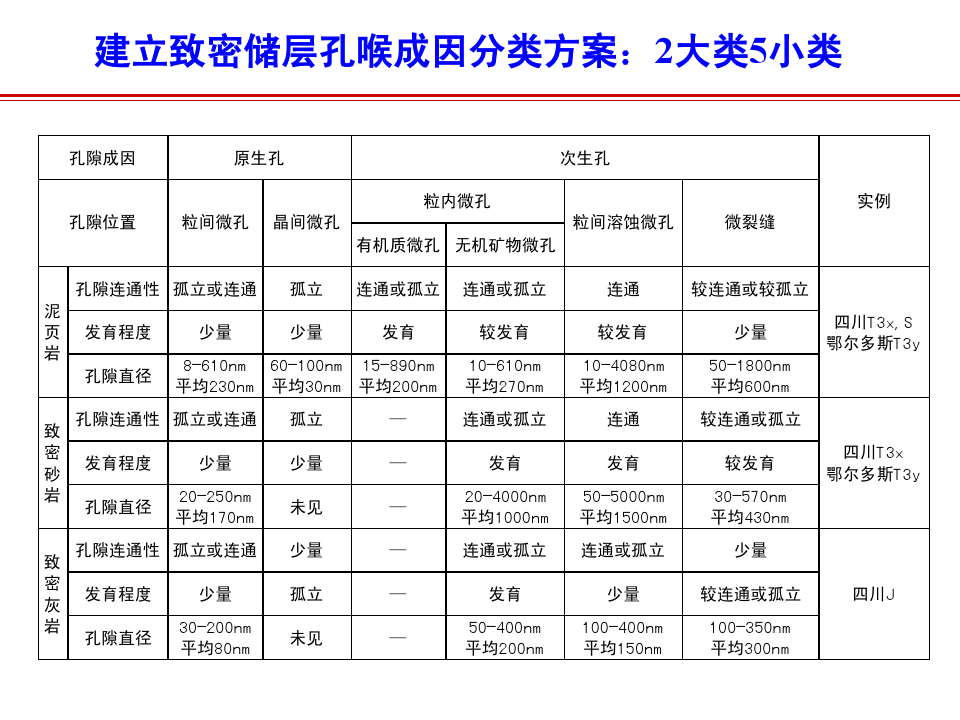 建立致密储层孔喉成因分类方案：2大类5小类
孔隙成因 原生孔 次生孔 实例
孔隙位置 粒间微孔 晶间微孔 粒内微孔 粒间溶蚀微孔 微裂缝
有机质微孔 无机矿物微孔
泥页岩
孔隙连通性 孤立或连通 孤立 连通或孤立 连通或孤立 连通 较连通或较孤立
发育程度 少量 少量 发育 较发育 较发育 少量
四川T3x, S
鄂尔多斯T3y
孔隙直径 8-610nm 60-100nm 15-890nm 10-610nm 10-4080nm 50-1800nm
平均230nm 平均30nm 平均200nm 平均270nm 平均1200nm 平均600nm
致密砂岩
孔隙连通性 孤立或连通 孤立 — 连通或孤立 连通 较连通或孤立
发育程度 少量 少量 — 发育 发育 较发育
四川T3x
鄂尔多斯T3y
孔隙直径 20-250nm 未见 — 20-4000nm 50-5000nm 30-570nm
平均170nm 平均1000nm 平均1500nm 平均430nm
致密灰岩
孔隙连通性 孤立或连通 少量 — 连通或孤立 连通或孤立 少量
发育程度 少量 孤立 — 发育 少量 较连通或孤立 四川J
孔隙直径 30-200nm 未见 — 50-400nm 100-400nm 100-350nm
平均80nm 平均200nm 平均150nm 平均300nm